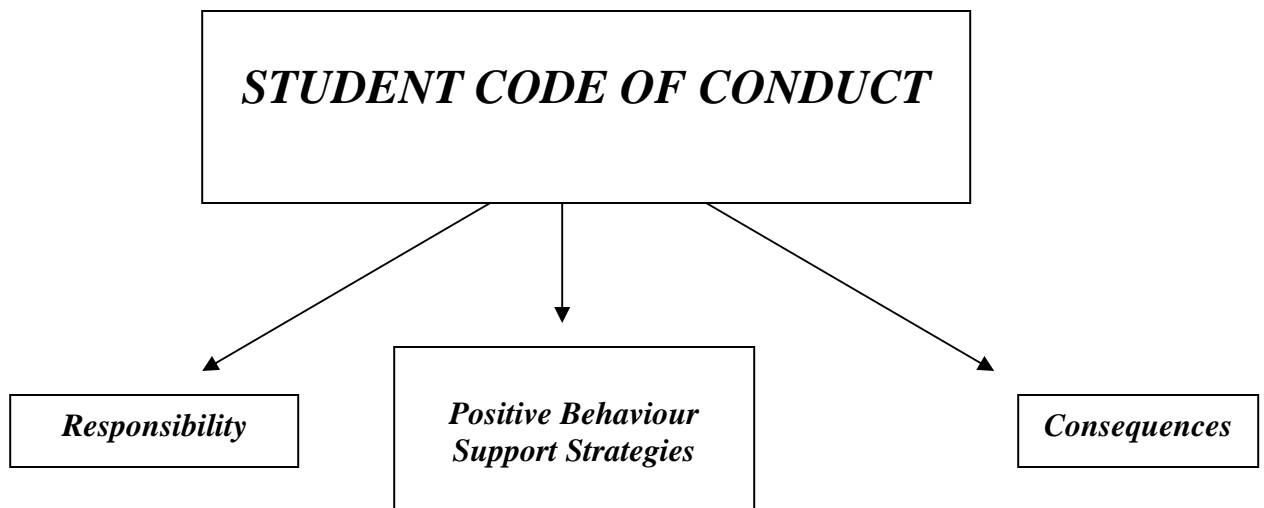 STUDENT CODE OF CONDUCT
Responsibility
Positive Behaviour
Support Strategies
Consequences